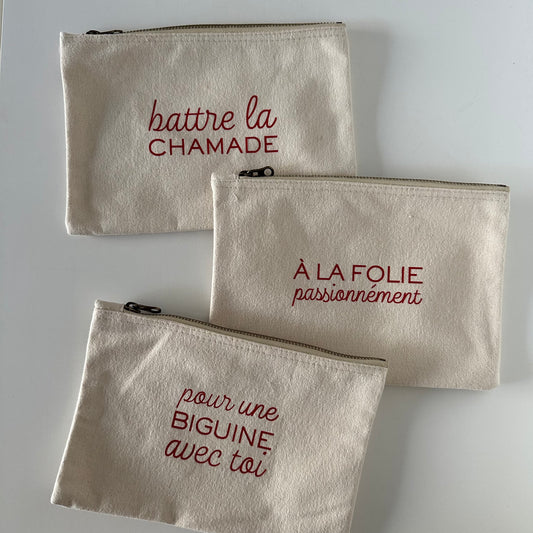 battre la
CHAMADE
À LA FOLIE
passionnément
pour une
BIGUINE
avec toi